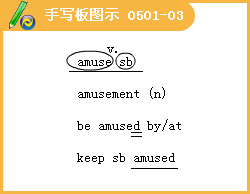 手写板图示 0501-03
v.
amuse sb
amusement (n)
be amused by/at
keep sb amused